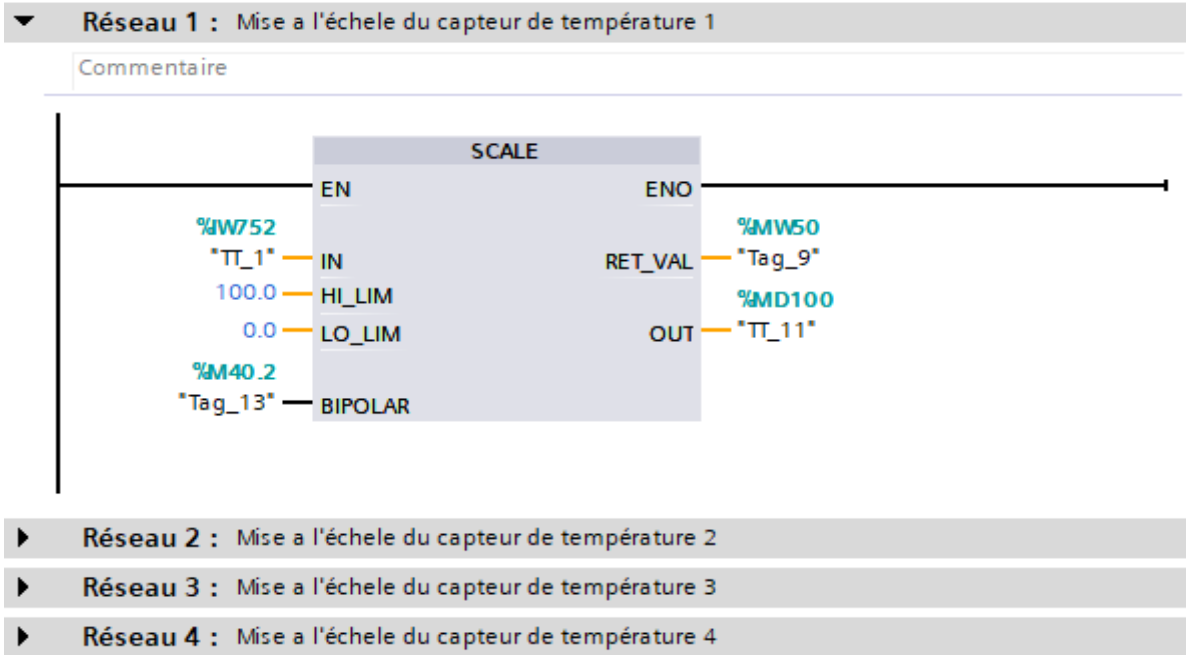 Réseau 1 : Mise a l'échele du capteur de température 1
Commentaire
SCALE
EN ENO
%IW752 %MW50
"TT_1" IN RET_VAL "Tag_9"
100.0 HI_LIM %MD100
0.0 LO_LIM OUT "TT_11"
%M40.2
"Tag_13" BIPOLAR
Réseau 2 : Mise a l'échele du capteur de température 2
Réseau 3 : Mise a l'échele du capteur de température 3
Réseau 4 : Mise a l'échele du capteur de température 4